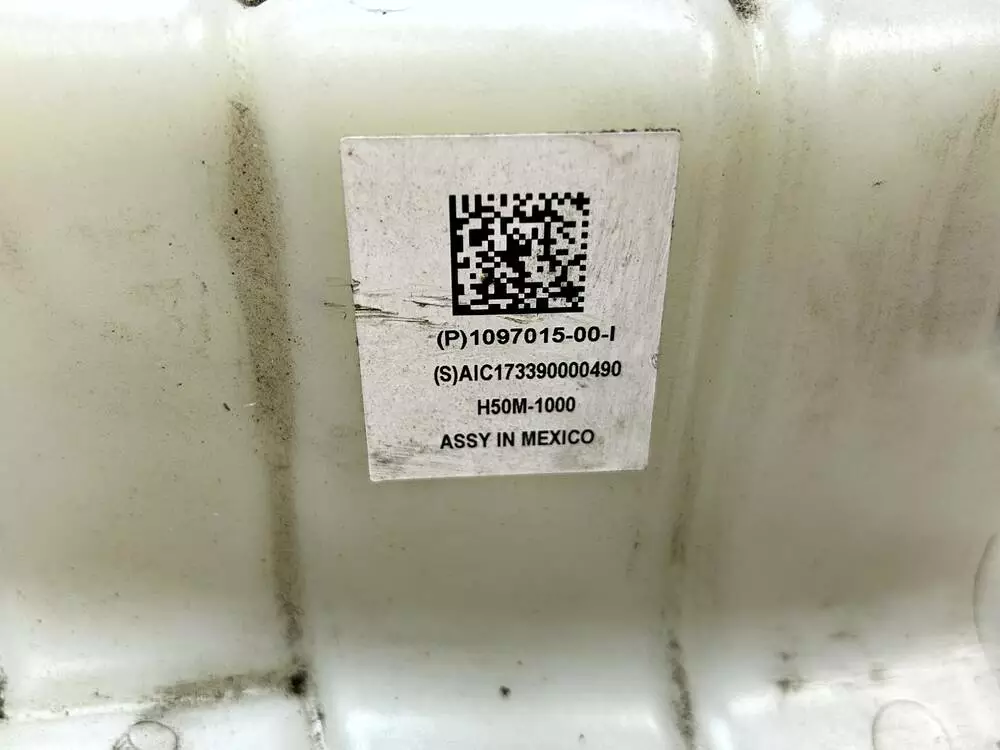 (P)1097015-00-I
(S)AIC173390000490
H50M-1000
ASSY IN MEXICO